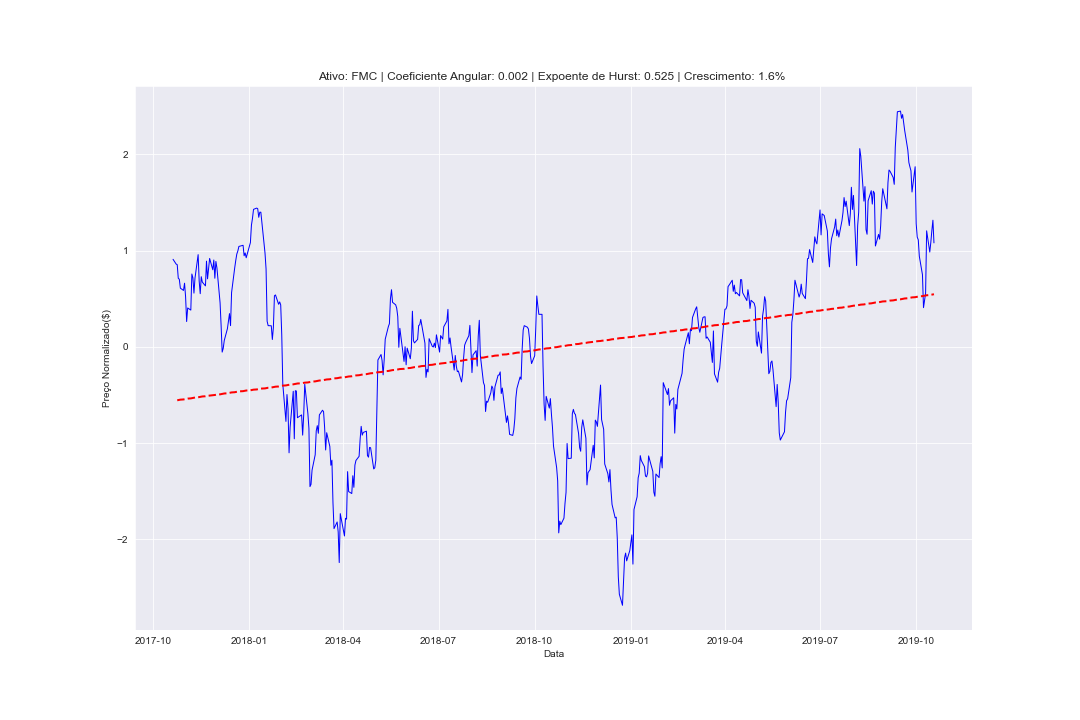 Ativo: FMC | Coeficiente Angular: 0.002 | Expoente de Hurst: 0.525 | Crescimento: 1.6%
Preço Normalizado($)
2
1
0
−1
−2
2017-10 2018-01 2018-04 2018-07 2018-10 2019-01 2019-04 2019-07 2019-10
Data